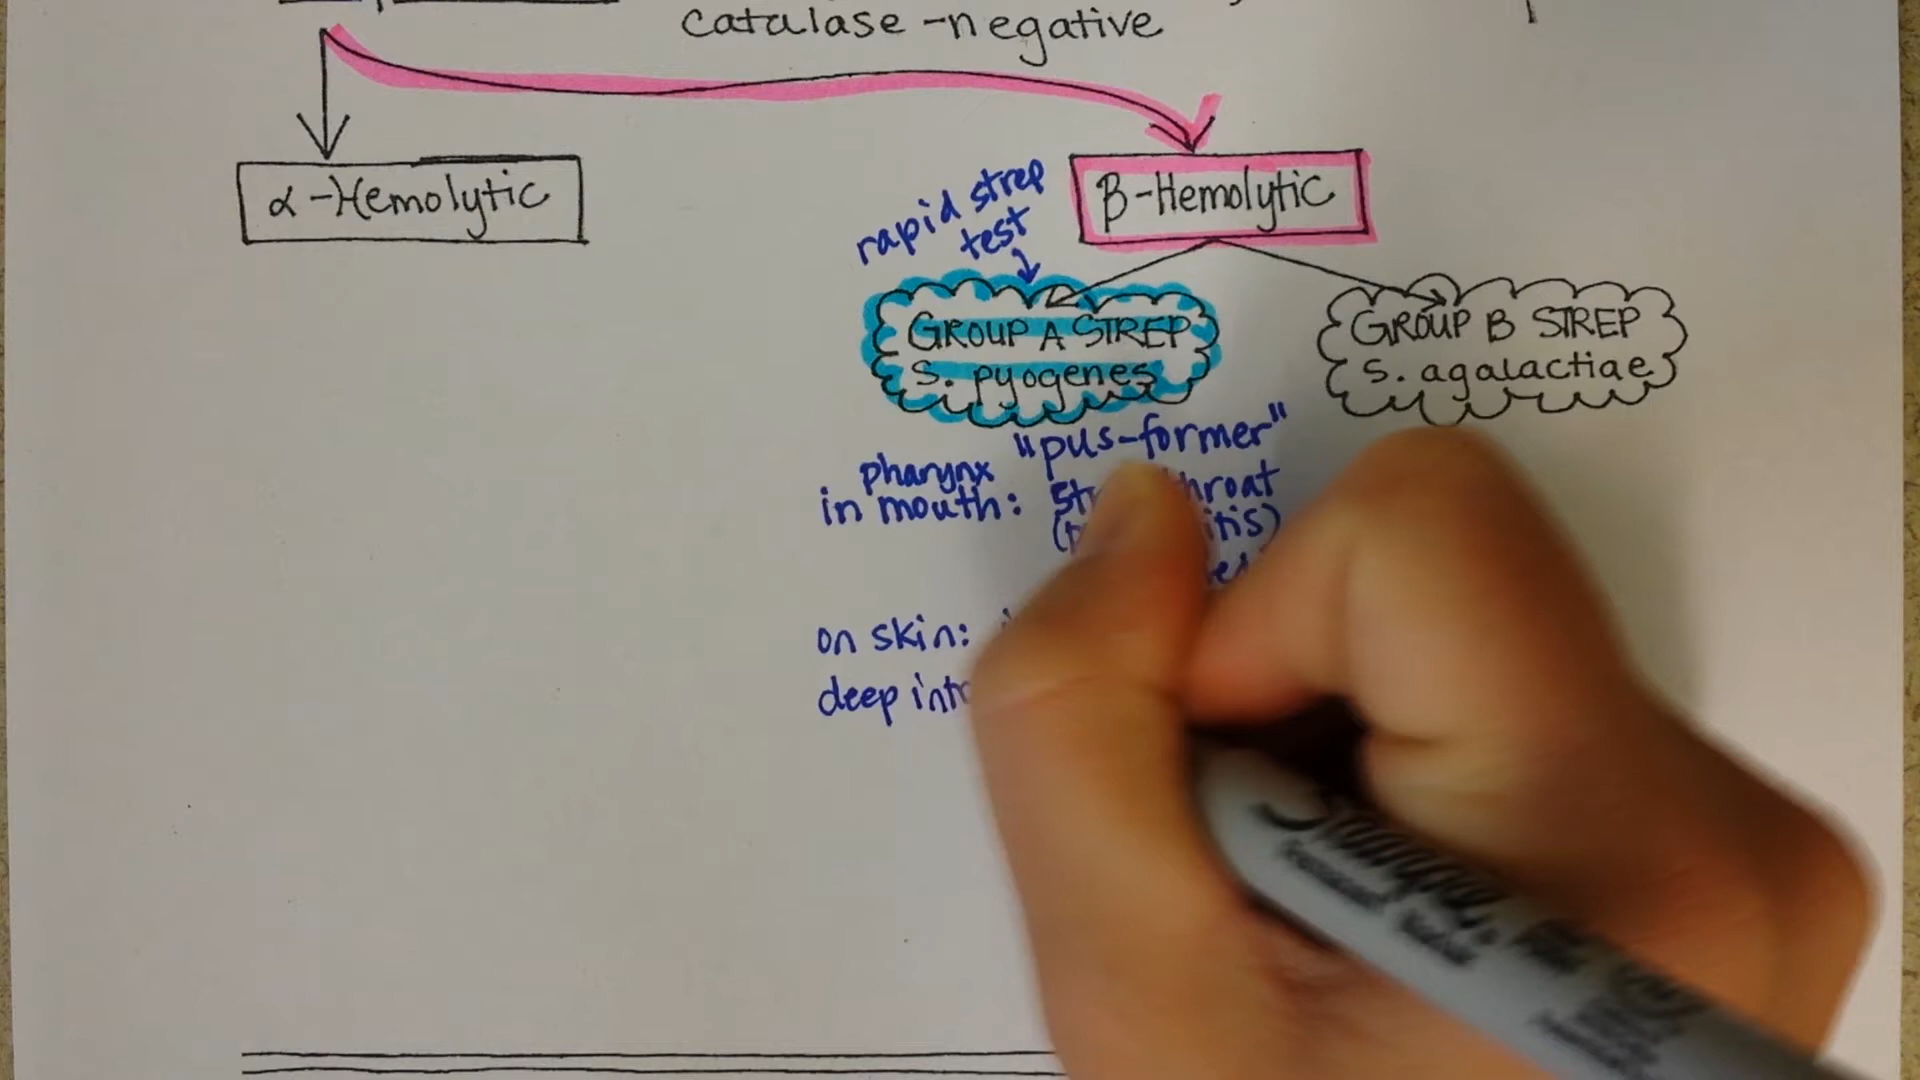 catalase-negative
α-Hemolytic
β-Hemolytic
rapid strep
test
GROUP A STREP
S. pyogenes
GROUP B STREP
S. agalactiae
"pus-former"
pharynx
in mouth:
on skin:
deep
Sharpie